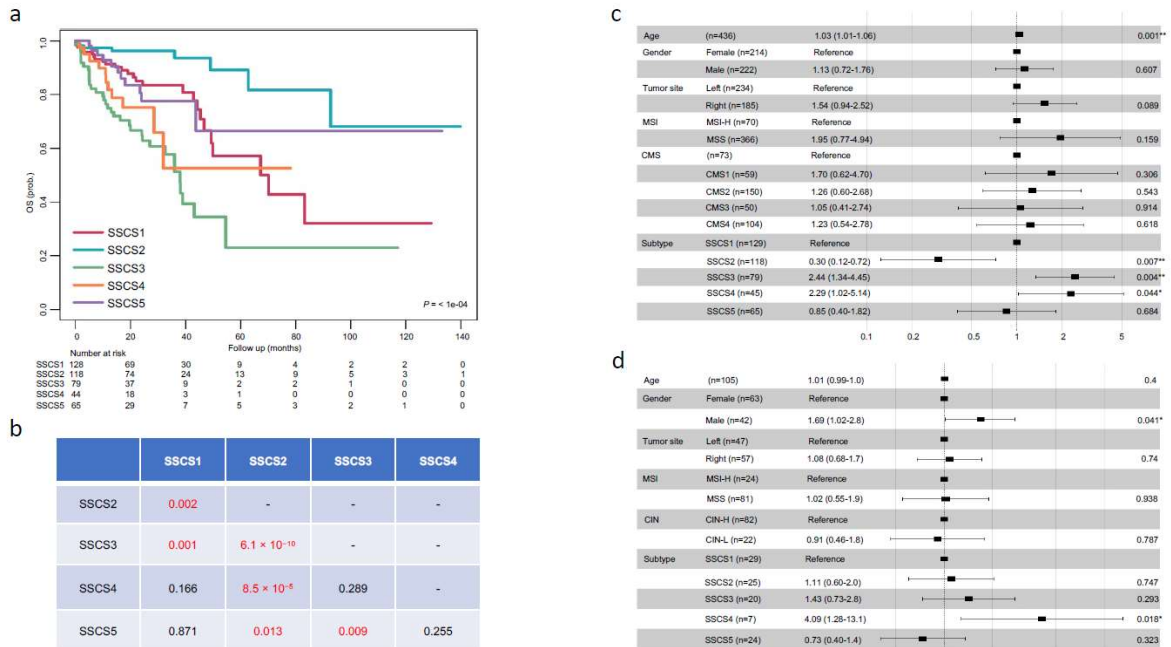 a
1.0
0.8
0.6
0.4
0.2
0.0
OS (prob.)
SSCS1
SSCS2
SSCS3
SSCS4
SSCS5
P = < 1e-04
0 20 40 60 80 100 120 140
Follow up (months)
Number at risk
SSCS1 128 69 30 9 4 2 2 0
SSCS2 118 74 24 13 9 5 3 1
SSCS3 79 37 9 2 2 1 0 0
SSCS4 44 18 3 1 0 0 0 0
SSCS5 65 29 7 5 3 2 1 0
b
SSCS1 SSCS2 SSCS3 SSCS4
SSCS2 0.002 - - -
SSCS3 0.001 6.1 × 10⁻¹⁰ - -
SSCS4 0.166 8.5 × 10⁻⁵ 0.289 -
SSCS5 0.871 0.013 0.009 0.255
c
Age (n=436) 1.03 (1.01-1.06) 0.001**
Gender Female (n=214) Reference
Male (n=222) 1.13 (0.72-1.76) 0.607
Tumor site Left (n=234) Reference
Right (n=185) 1.54 (0.94-2.52) 0.089
MSI MSI-H (n=70) Reference
MSS (n=366) 1.95 (0.77-4.94) 0.159
CMS (n=73) Reference
CMS1 (n=59) 1.70 (0.62-4.70) 0.306
CMS2 (n=150) 1.26 (0.60-2.68) 0.543
CMS3 (n=50) 1.05 (0.41-2.74) 0.914
CMS4 (n=104) 1.23 (0.54-2.78) 0.618
Subtype SSCS1 (n=129) Reference
SSCS2 (n=118) 0.30 (0.12-0.72) 0.007**
SSCS3 (n=79) 2.44 (1.34-4.45) 0.004**
SSCS4 (n=45) 2.29 (1.02-5.14) 0.044*
SSCS5 (n=65) 0.85 (0.40-1.82) 0.684
0.1 0.2 0.5 1 2 5
d
Age (n=105) 1.01 (0.99-1.0) 0.4
Gender Female (n=63) Reference
Male (n=42) 1.69 (1.02-2.8) 0.041*
Tumor site Left (n=47) Reference
Right (n=57) 1.08 (0.68-1.7) 0.74
MSI MSI-H (n=24) Reference
MSS (n=81) 1.02 (0.55-1.9) 0.938
CIN CIN-H (n=82) Reference
CIN-L (n=22) 0.91 (0.46-1.8) 0.787
Subtype SSCS1 (n=29) Reference
SSCS2 (n=25) 1.11 (0.60-2.0) 0.747
SSCS3 (n=20) 1.43 (0.73-2.8) 0.293
SSCS4 (n=7) 4.09 (1.28-13.1) 0.018*
SSCS5 (n=24) 0.73 (0.40-1.4) 0.323